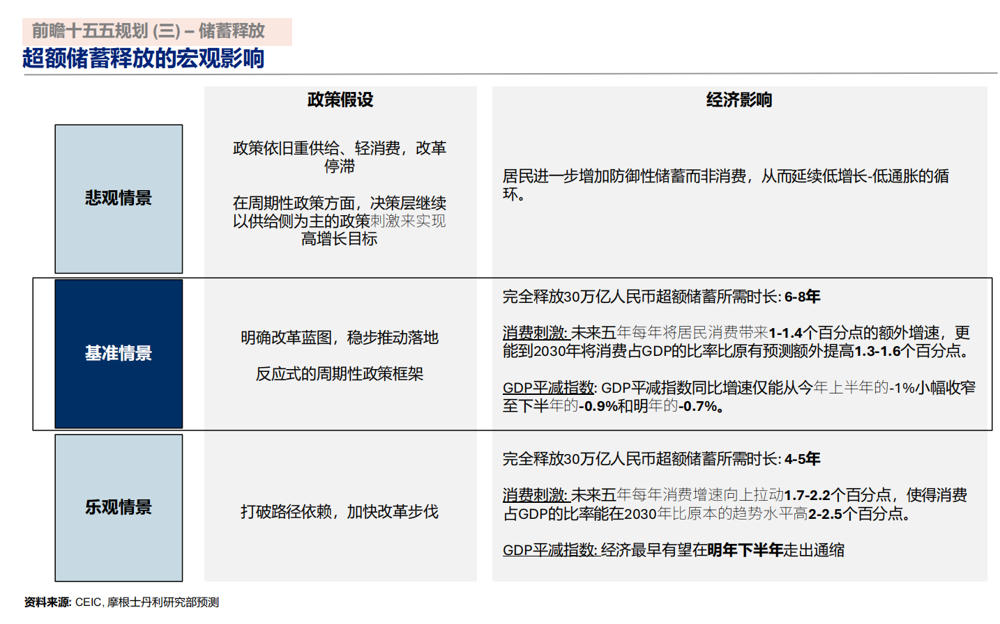 前瞻十五五规划 (三) – 储蓄释放
超额储蓄释放的宏观影响
政策假设
经济影响
悲观情景
政策依旧重供给、轻消费，改革
停滞
在周期性政策方面，决策层继续
以供给侧为主的政策刺激来实现
高增长目标
居民进一步增加防御性储蓄而非消费，从而延续低增长-低通胀的循
环。
基准情景
明确改革蓝图，稳步推动落地
反应式的周期性政策框架
完全释放30万亿人民币超额储蓄所需时长: 6-8年
消费刺激: 未来五年每年将居民消费带来1-1.4个百分点的额外增速，更
能到2030年将消费占GDP的比率比原有预测额外提高1.3-1.6个百分点。
GDP平减指数: GDP平减指数同比增速仅能从今年上半年的-1%小幅收窄
至下半年的-0.9%和明年的-0.7%。
乐观情景
打破路径依赖，加快改革步伐
完全释放30万亿人民币超额储蓄所需时长: 4-5年
消费刺激: 未来五年每年消费增速向上拉动1.7-2.2个百分点，使得消费
占GDP的比率能在2030年比原本的趋势水平高2-2.5个百分点。
GDP平减指数: 经济最早有望在明年下半年走出通缩
资料来源: CEIC, 摩根士丹利研究部预测